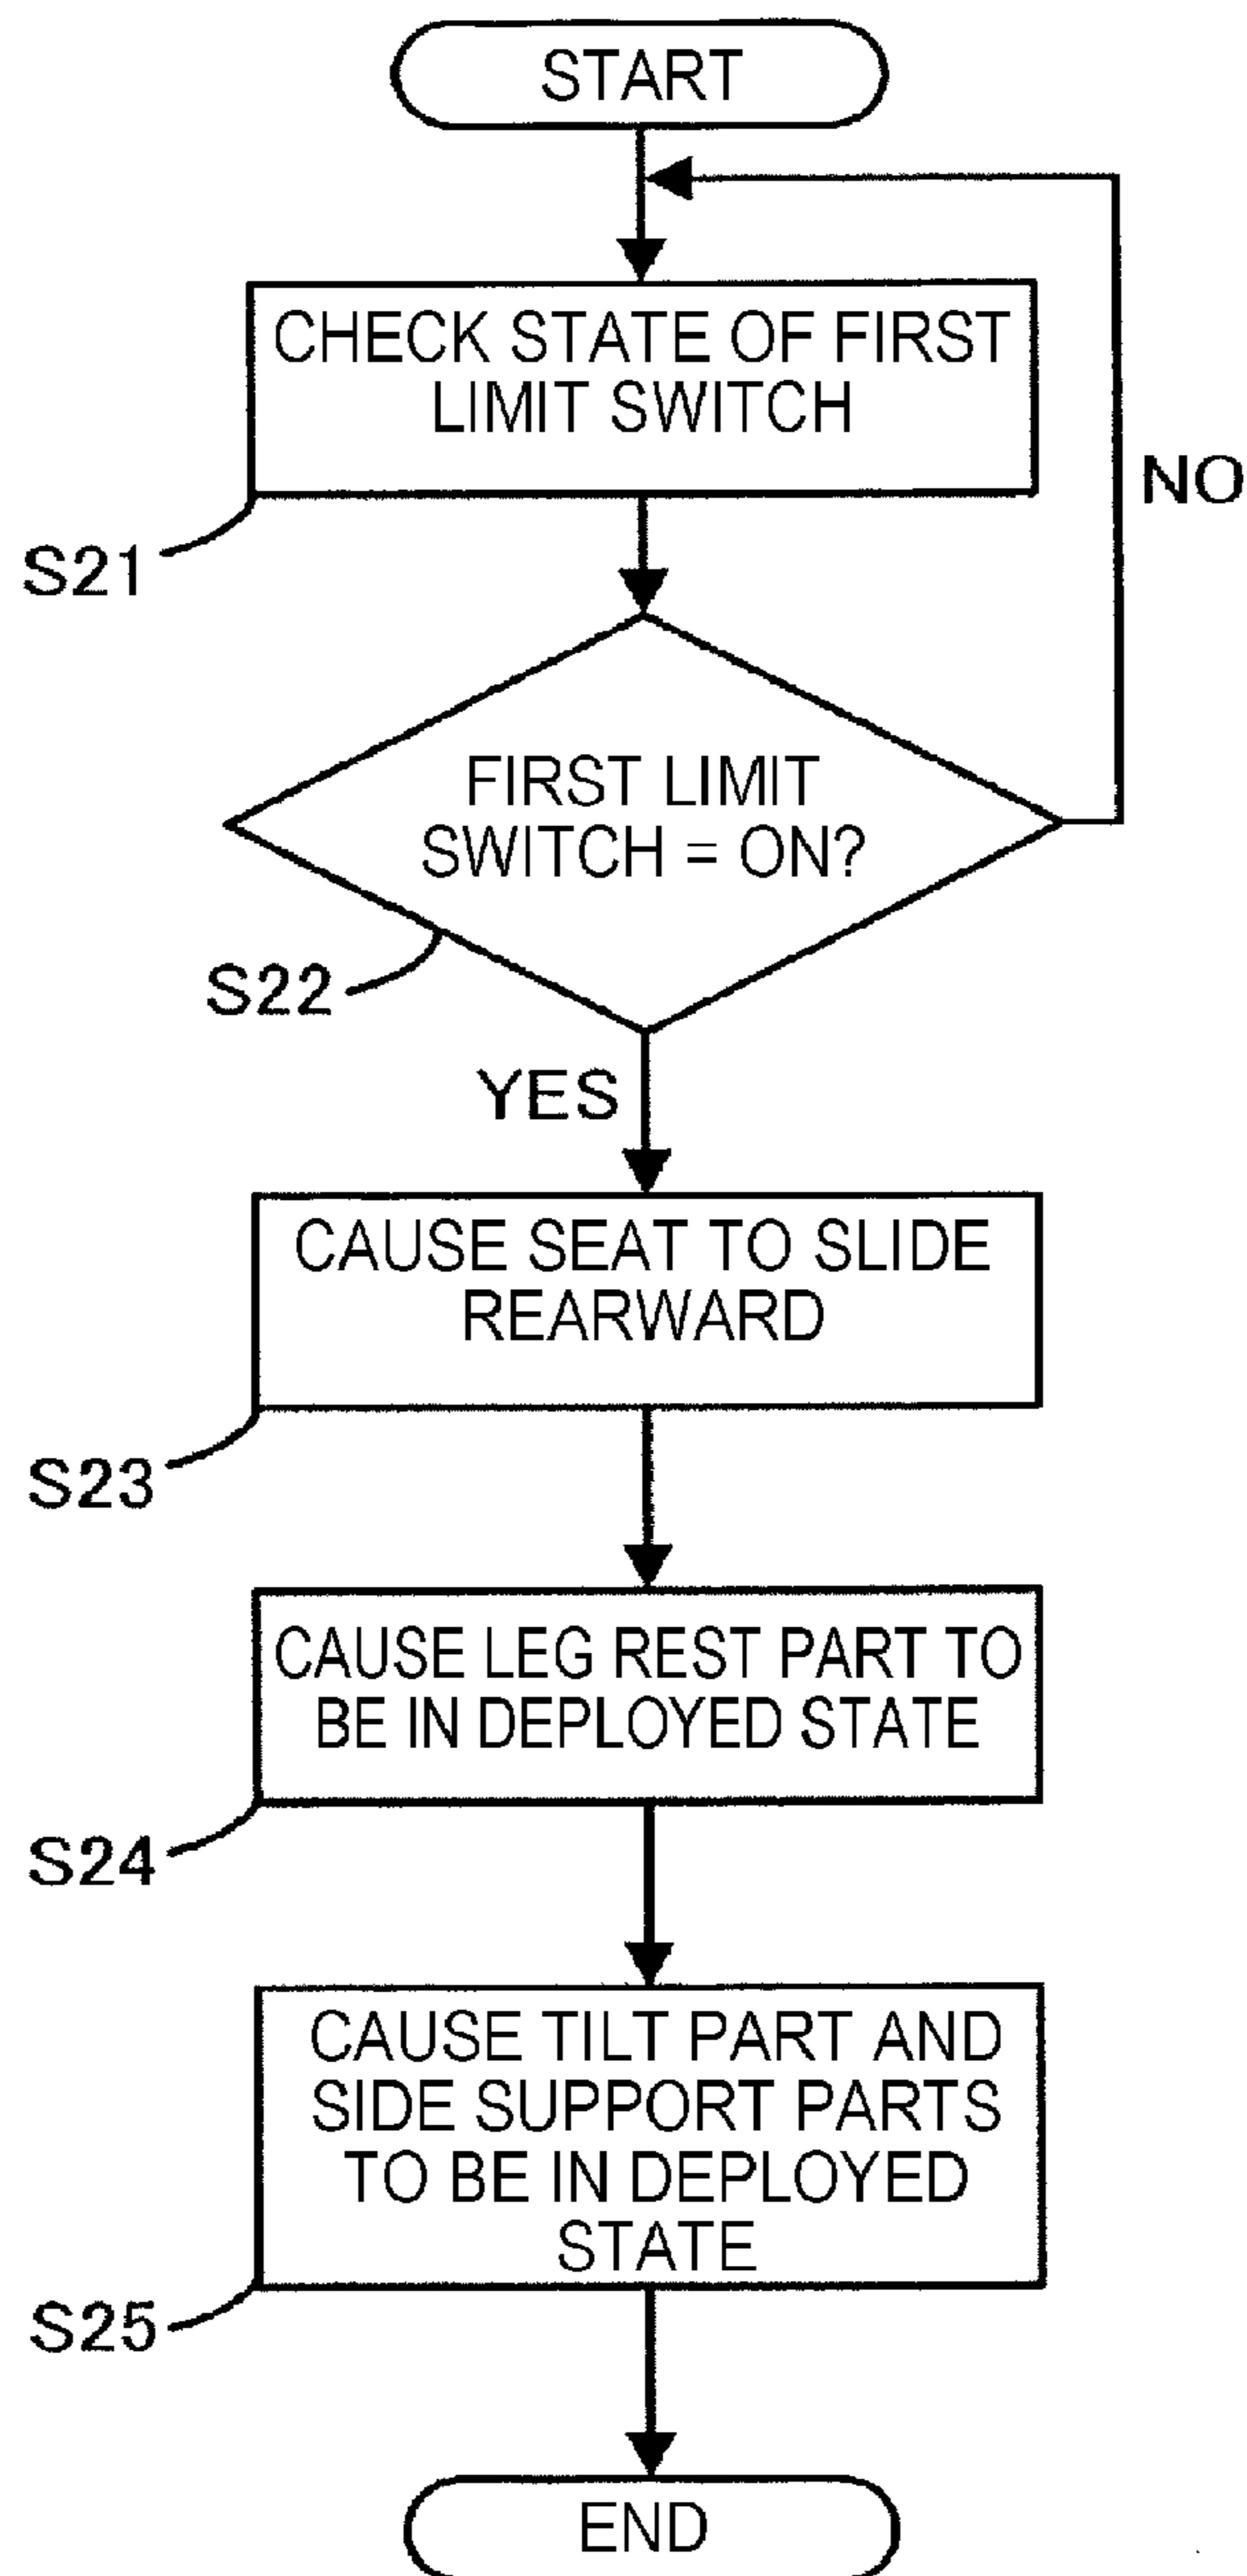 START
CHECK STATE OF FIRST
LIMIT SWITCH
NO
S21
FIRST LIMIT
SWITCH = ON?
S22
YES
CAUSE SEAT TO SLIDE
REARWARD
S23
CAUSE LEG REST PART TO
BE IN DEPLOYED STATE
S24
CAUSE TILT PART AND
SIDE SUPPORT PARTS
TO BE IN DEPLOYED
STATE
S25
END